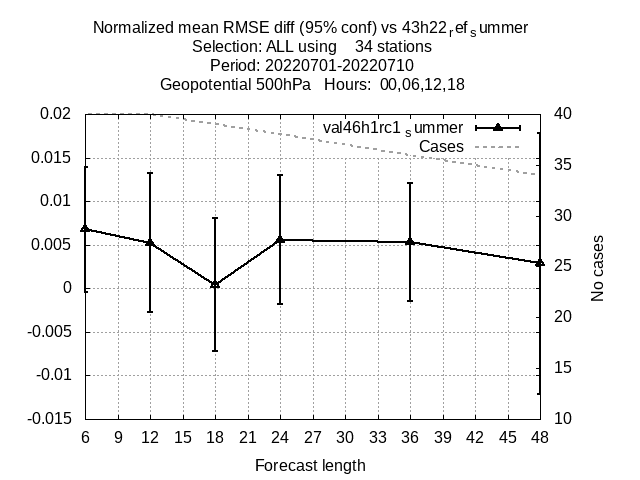 Normalized mean RMSE diff (95% conf) vs 43h22refsummer
Selection: ALL using 34 stations
Period: 20220701-20220710
Geopotential 500hPa Hours: 00,06,12,18
val46h1rc1summer
Cases
0.02
0.015
0.01
0.005
0
-0.005
-0.01
-0.015
40
35
30
25
20
15
10
No cases
6 9 12 15 18 21 24 27 30 33 36 39 42 45 48
Forecast length